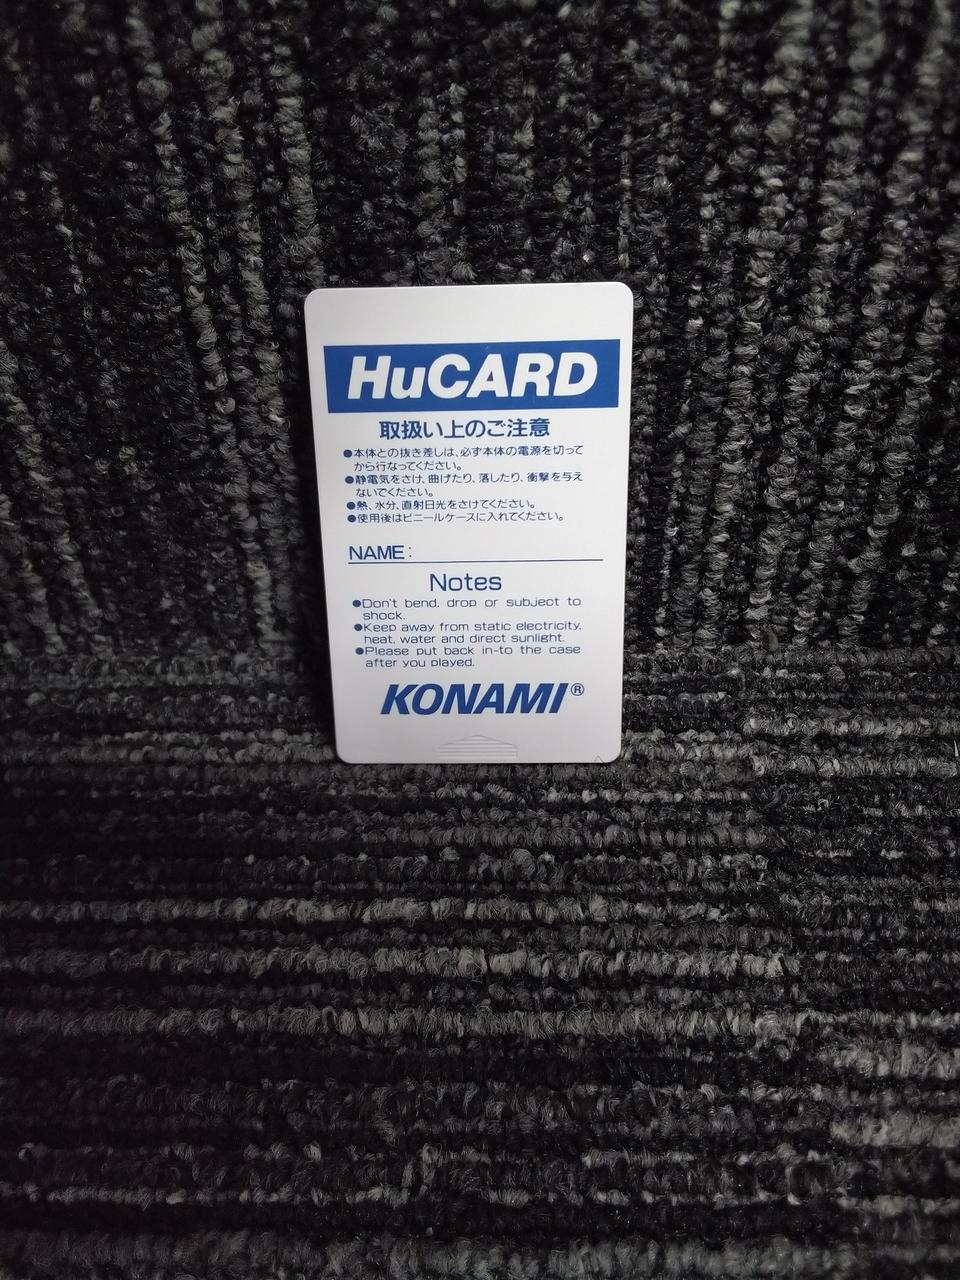 HuCARD
取扱い上のご注意
●本体との抜き差しは、必ず本体の電源を切って
から行なってください。
●静電気をさけ、曲げたり、落したり、衝撃を与え
ないでください。
●熱、水分、直射日光をさけてください。
●使用後はビニールケースに入れてください。
NAME:
Notes
●Don't bend, drop or subject to
shock.
●Keep away from static electricity,
heat, water and direct sunlight.
●Please put back in-to the case
after you played.
KONAMI®